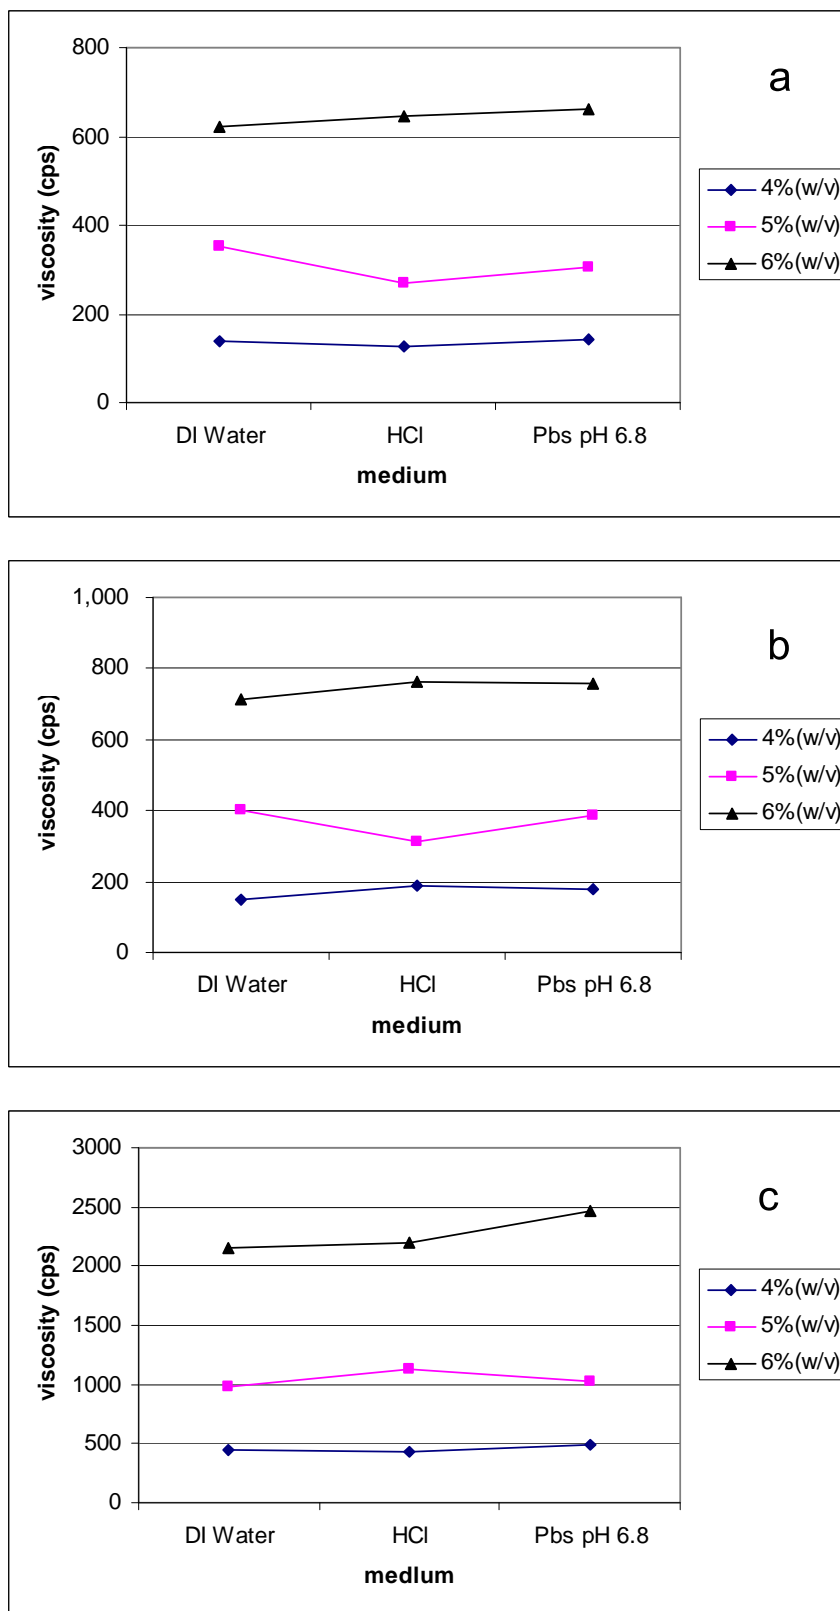 800
600
400
200
0
viscosity (cps)
DI Water HCl Pbs pH 6.8
medium
a
4%(w/v)
5%(w/v)
6%(w/v)
1,000
800
600
400
200
0
viscosity (cps)
DI Water HCl Pbs pH 6.8
medium
b
4%(w/v)
5%(w/v)
6%(w/v)
3000
2500
2000
1500
1000
500
0
viscosity (cps)
DI Water HCl Pbs pH 6.8
medlum
c
4%(w/v)
5%(w/v)
6%(w/v)